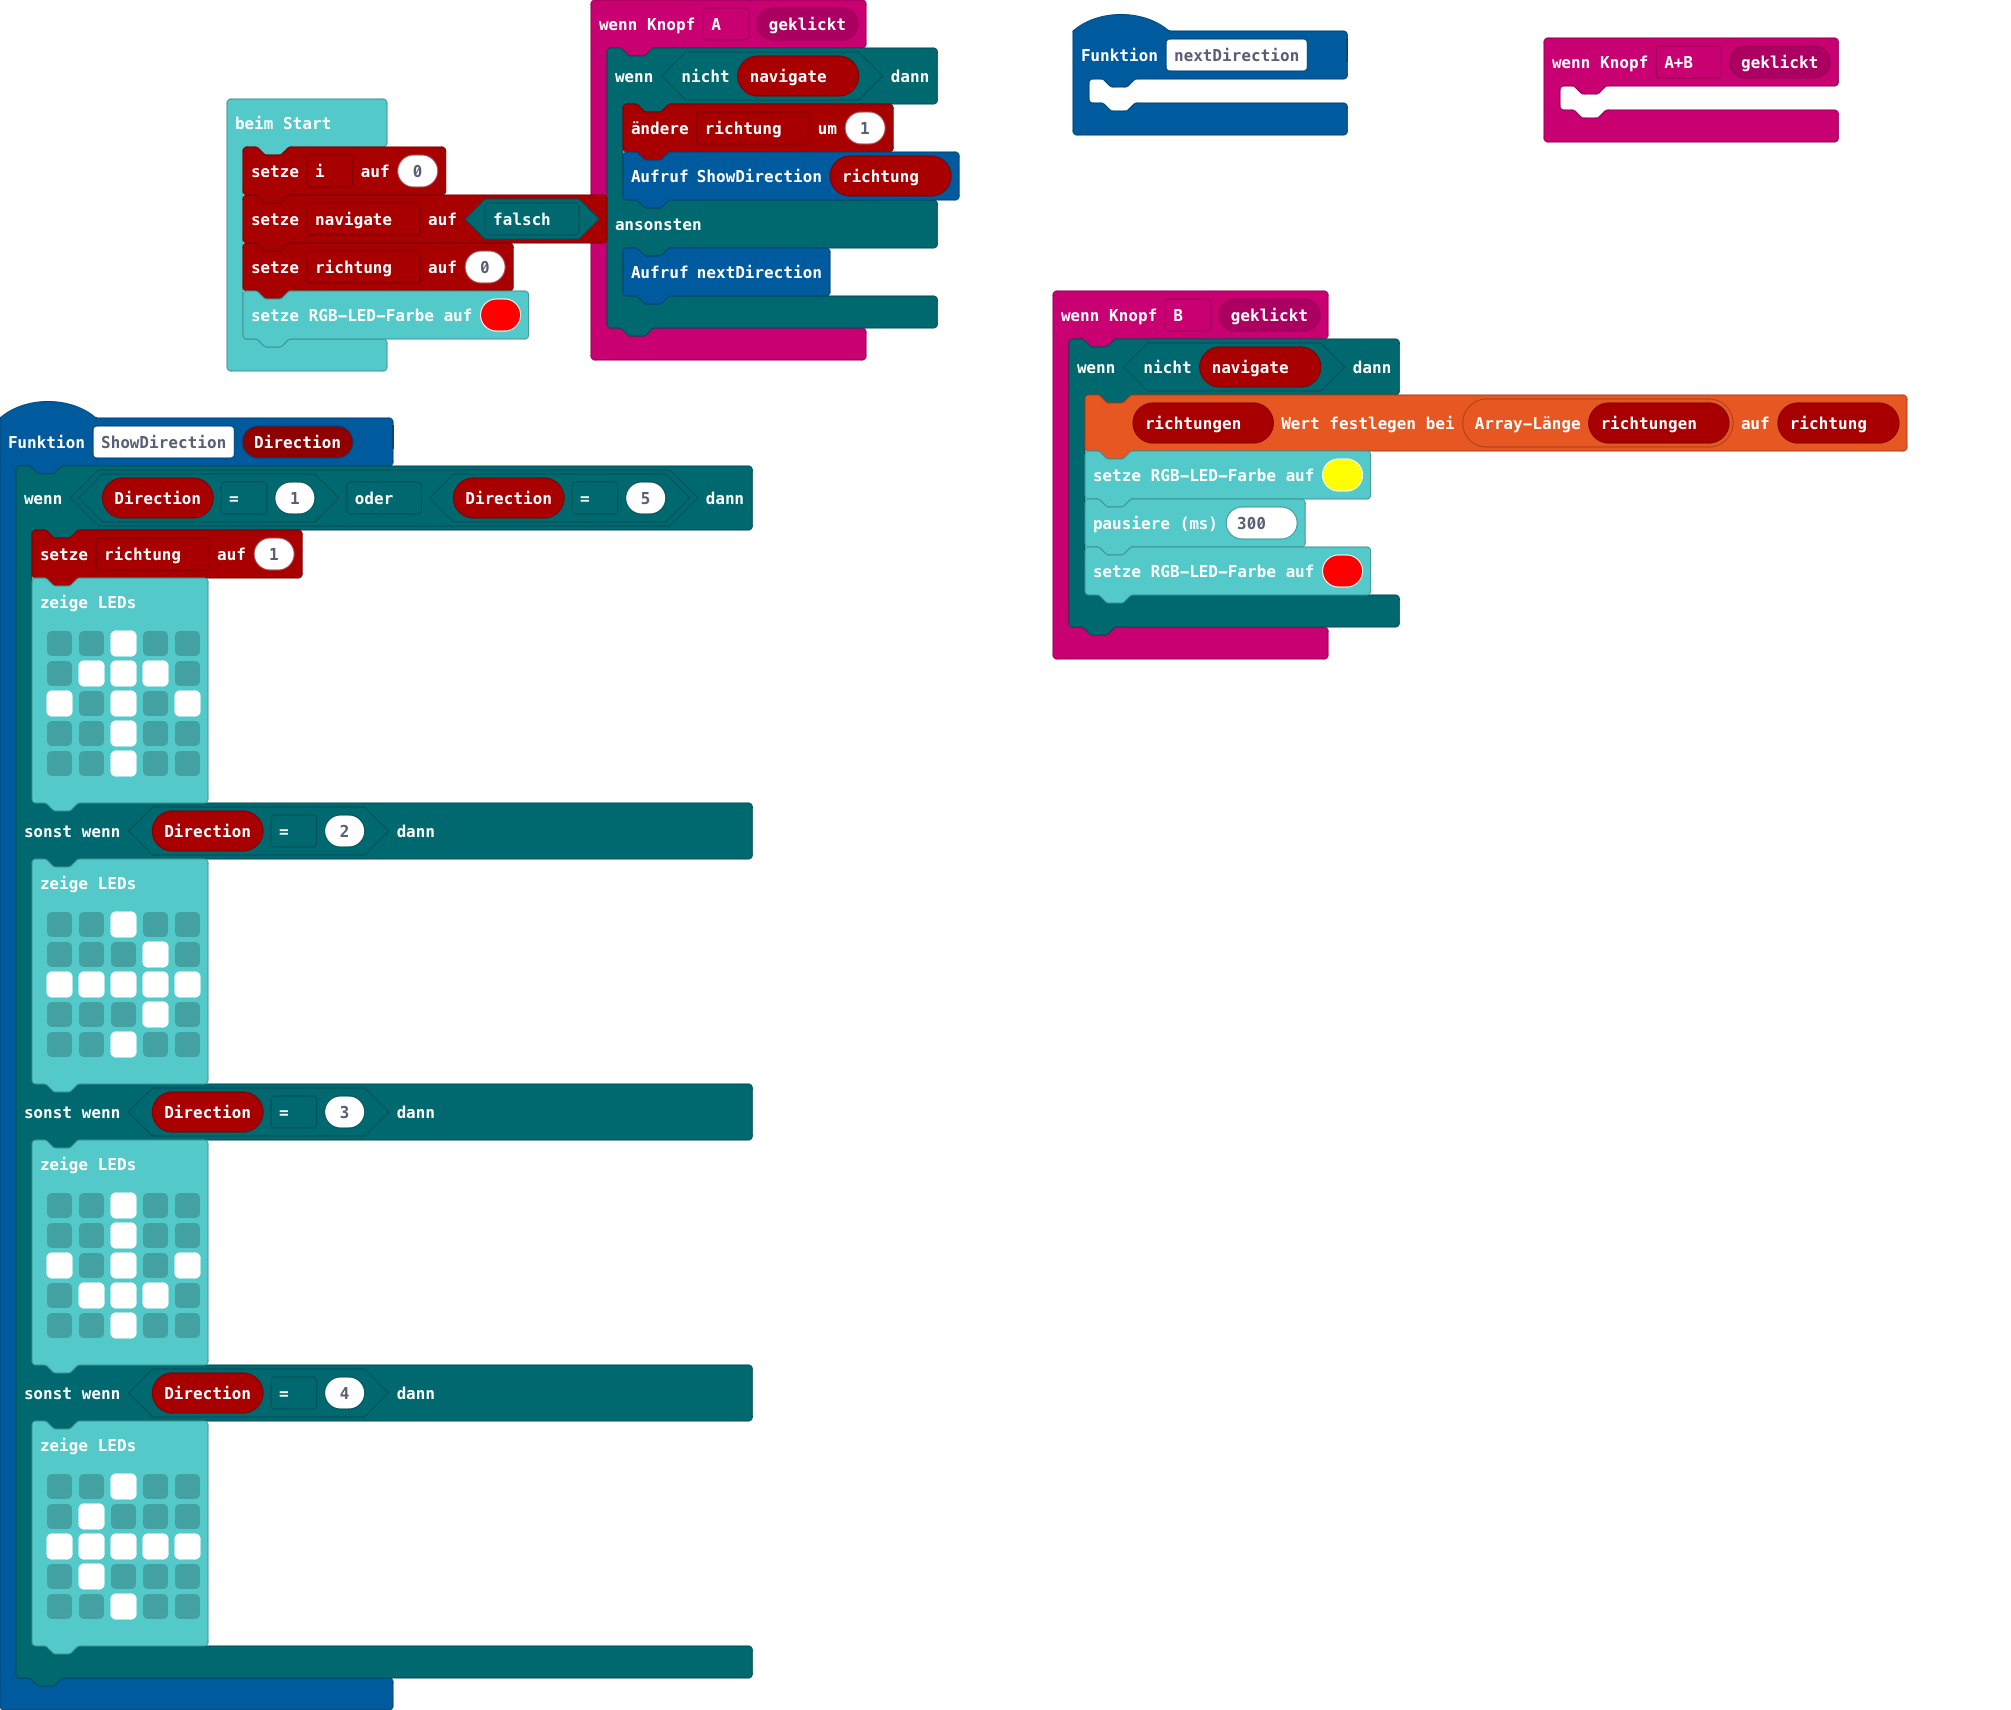 beim Start
setze i auf 0
setze navigate auf falsch
setze richtung auf 0
setze RGB-LED-Farbe auf
wenn Knopf A geklickt
wenn nicht navigate dann
ändere richtung um 1
Aufruf ShowDirection richtung
ansonsten
Aufruf nextDirection
Funktion nextDirection
wenn Knopf A+B geklickt
wenn Knopf B geklickt
wenn nicht navigate dann
richtungen Wert festlegen bei Array-Länge richtungen auf richtung
setze RGB-LED-Farbe auf
pausiere (ms) 300
setze RGB-LED-Farbe auf
Funktion ShowDirection Direction
wenn Direction = 1 oder Direction = 5 dann
setze richtung auf 1
zeige LEDs
sonst wenn Direction = 2 dann
zeige LEDs
sonst wenn Direction = 3 dann
zeige LEDs
sonst wenn Direction = 4 dann
zeige LEDs